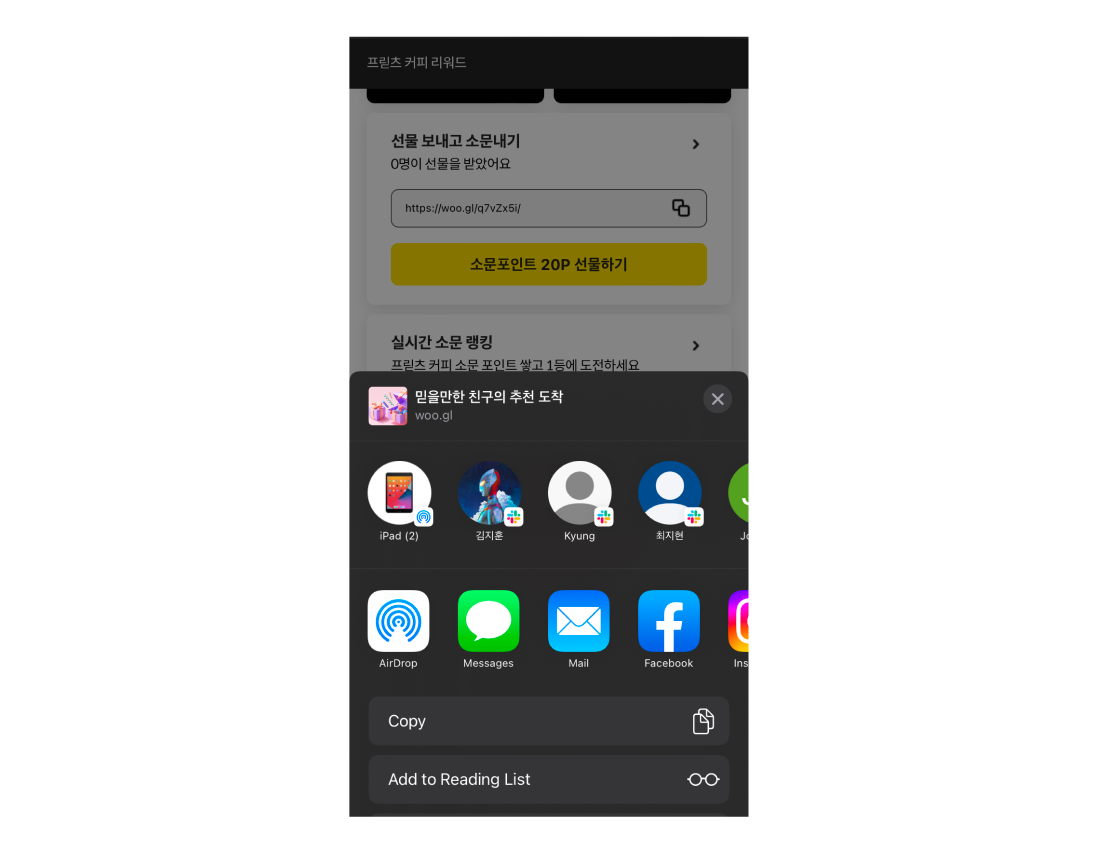 프릳츠 커피 리워드
선물 보내고 소문내기
0명이 선물을 받았어요
https://woo.gl/q7vZx5i/
소문포인트 20P 선물하기
실시간 소문 랭킹
프릳츠 커피 소문 포인트 쌓고 1등에 도전하세요
믿을만한 친구의 추천 도착
woo.gl
iPad (2)
김지훈
Kyung
최지현
AirDrop
Messages
Mail
Facebook
Copy
Add to Reading List